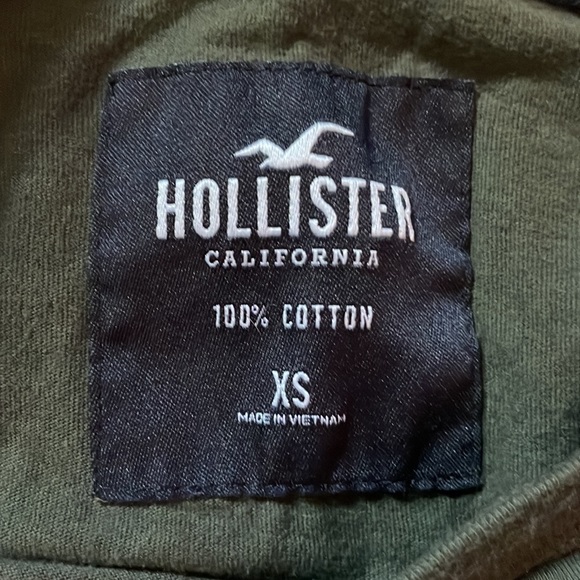 HOLLISTER
CALIFORNIA
100% COTTON
XS
MADE IN VIETNAM